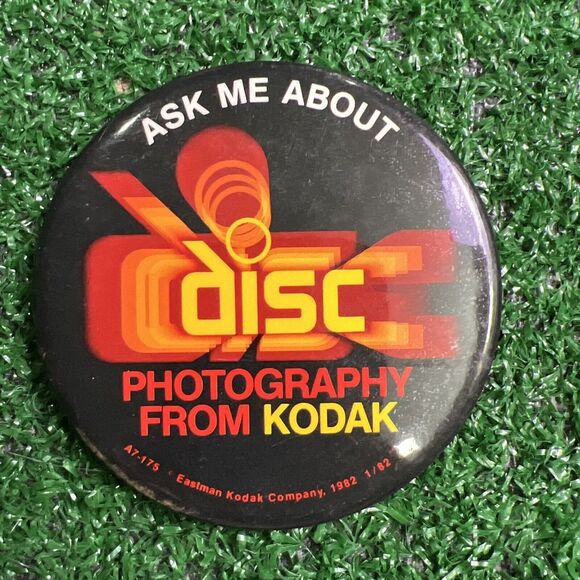 ASK ME ABOUT
disc
PHOTOGRAPHY
FROM KODAK
A7-175 Eastman Kodak Company, 1982 1/82